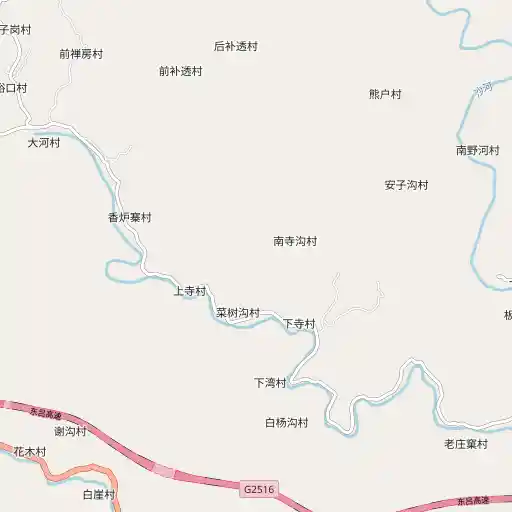 子岗村
后补透村
前禅房村
前补透村
峪口村
熊户村
沙河
大河村
南野河村
安子沟村
香炉寨村
南寺沟村
上寺村
菜树沟村
下寺村
板
下湾村
东吕高速
白杨沟村
谢沟村
老庄窠村
花木村
G2516
白崖村
东吕高速